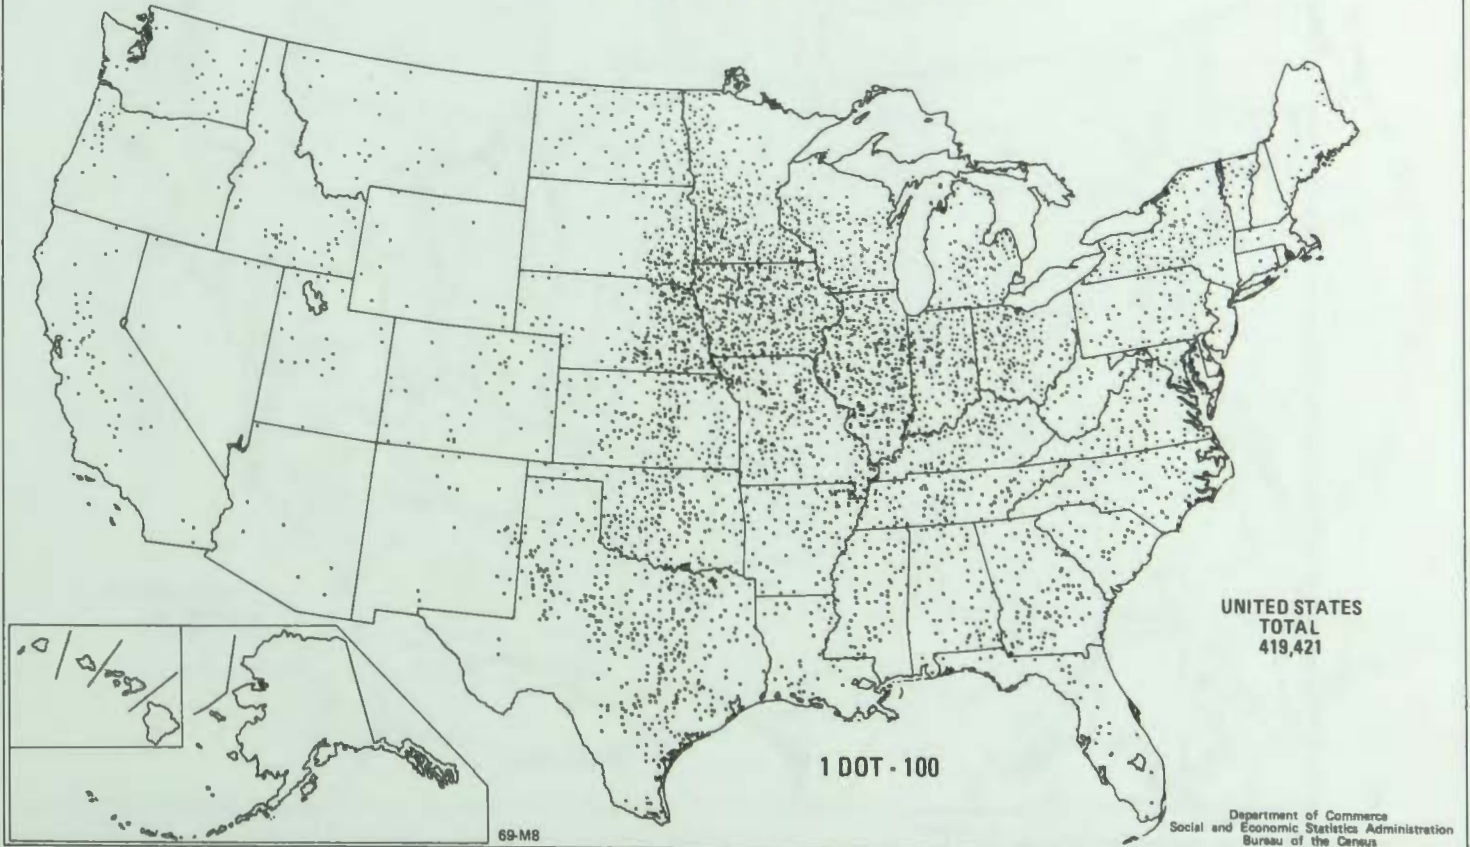 UNITED STATES
TOTAL
419,421
1 DOT - 100
69-M8
Department of Commerce
Social and Economic Statistics Administration
Bureau of the Census